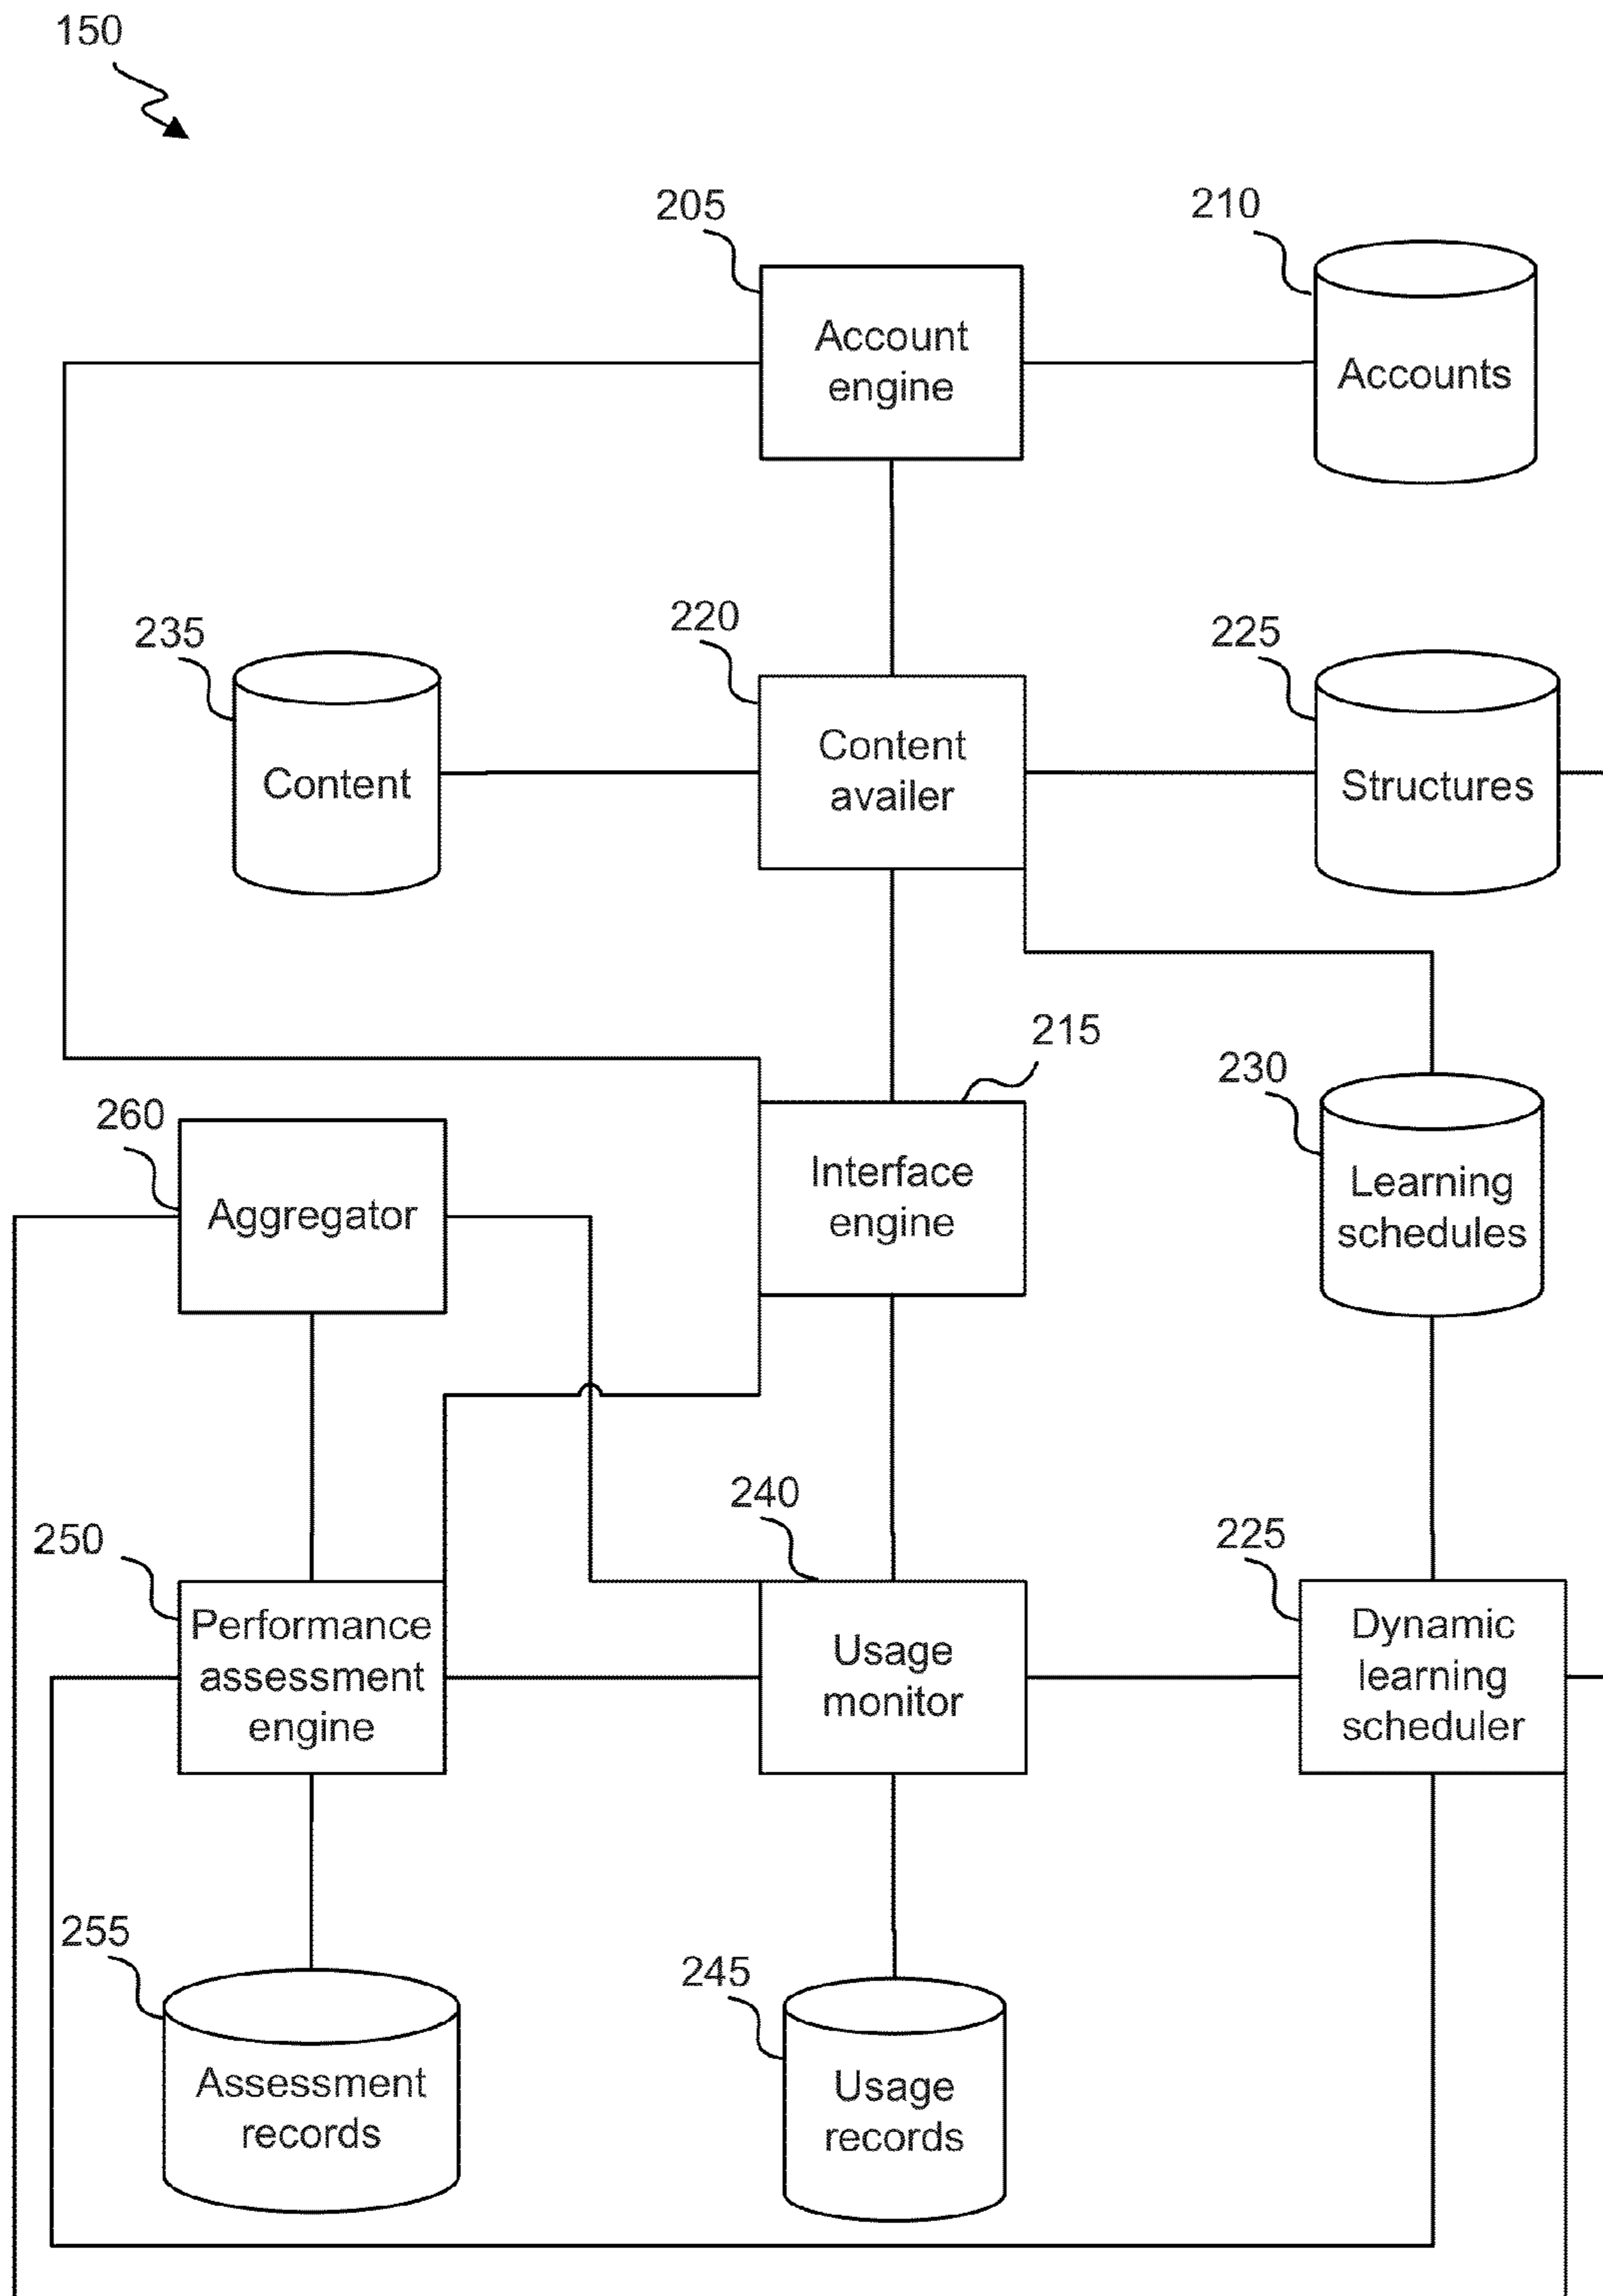 150
205
210
Account
engine
Accounts
235
220
225
Content
Content
availer
Structures
215
260
230
Aggregator
Interface
engine
Learning
schedules
250
240
225
Performance
assessment
engine
Usage
monitor
Dynamic
learning
scheduler
255
245
Assessment
records
Usage
records